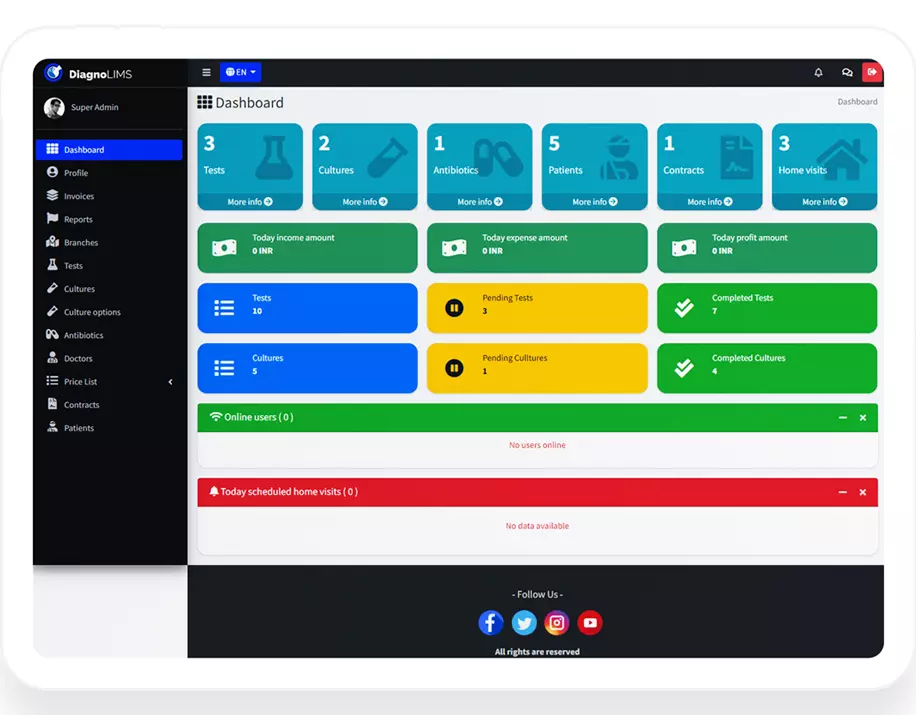 DiagnoLIMS
EN
Super Admin
Dashboard
Profile
Invoices
Reports
Branches
Tests
Cultures
Culture options
Antibiotics
Doctors
Price List
Contracts
Patients
Dashboard
Dashboard
3
Tests
More info
2
Cultures
More info
1
Antibiotics
More info
5
Patients
More info
1
Contracts
More info
3
Home visits
More info
Today income amount
0 INR
Today expense amount
0 INR
Today profit amount
0 INR
Tests
10
Pending Tests
3
Completed Tests
7
Cultures
5
Pending Cultures
1
Completed Cultures
4
Online users ( 0 )
No users online
Today scheduled home visits ( 0 )
No data available
- Follow Us -
All rights are reserved